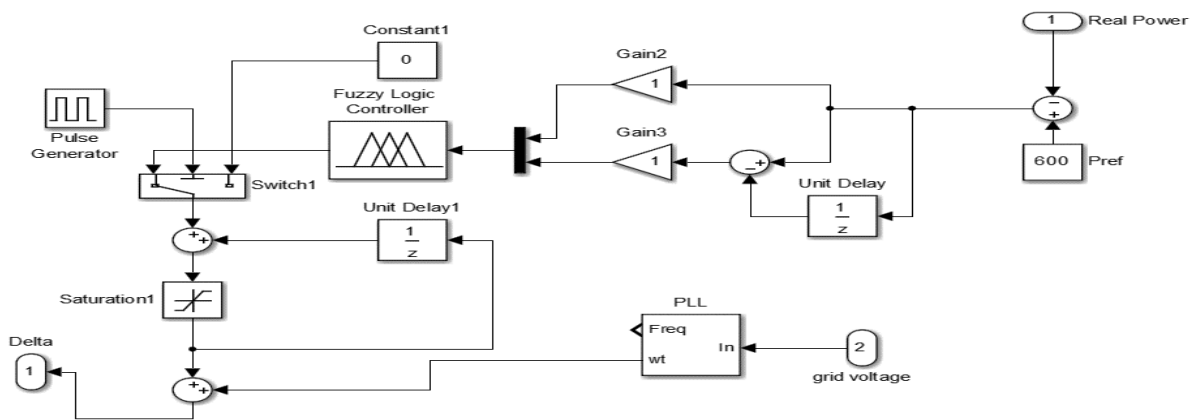 1
Real Power
Constant1
0
Gain2
1
Fuzzy Logic
Controller
Pulse
Generator
Gain3
1
600
Pref
Switch1
Unit Delay
1
z
Unit Delay1
1
z
Saturation1
PLL
Freq
wt
In
2
grid voltage
Delta
1